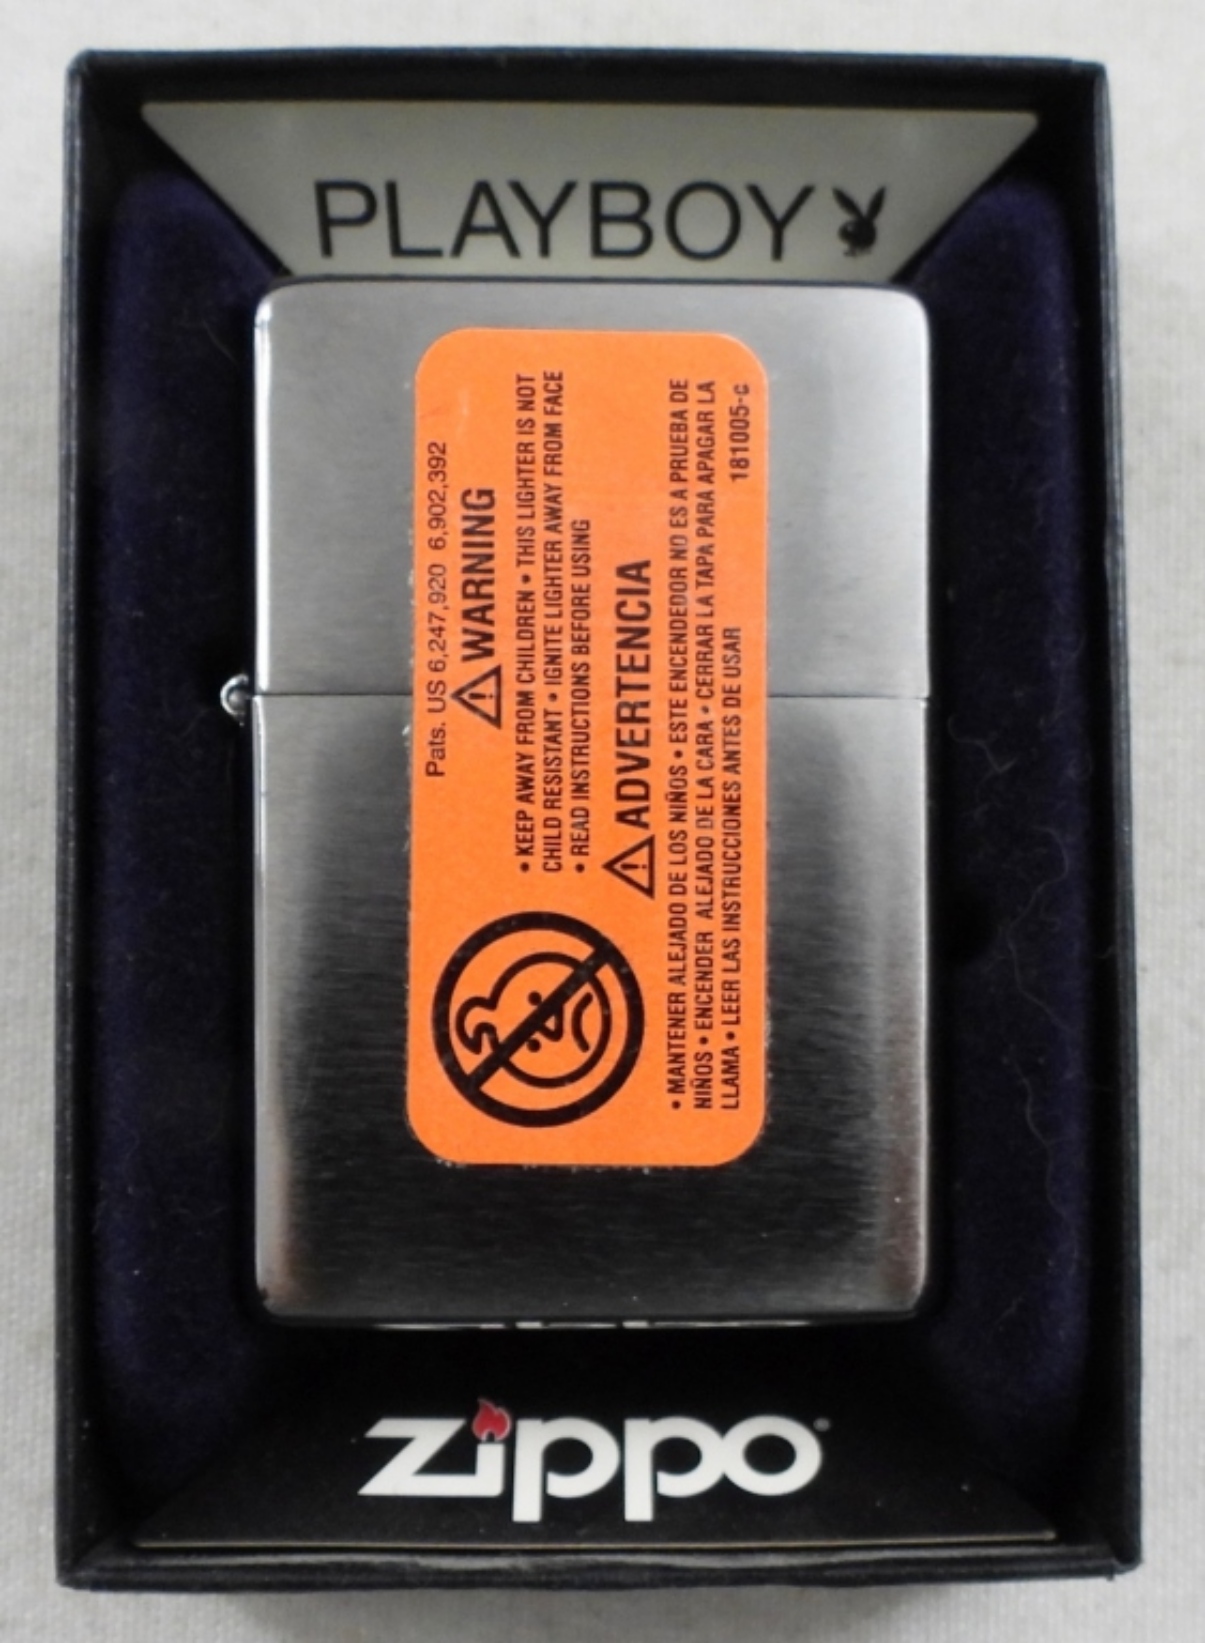 PLAYBOY
Pats. US 6,247,920 6,902,392
WARNING
• KEEP AWAY FROM CHILDREN • THIS LIGHTER IS NOT
CHILD RESISTANT • IGNITE LIGHTER AWAY FROM FACE
• READ INSTRUCTIONS BEFORE USING
ADVERTENCIA
• MANTENER ALEJADO DE LOS NIÑOS • ESTE ENCENDEDOR NO ES A PRUEBA DE
NIÑOS • ENCENDER ALEJADO DE LA CARA • CERRAR LA TAPA PARA APAGAR LA
LLAMA • LEER LAS INSTRUCCIONES ANTES DE USAR
181005-c
zippo